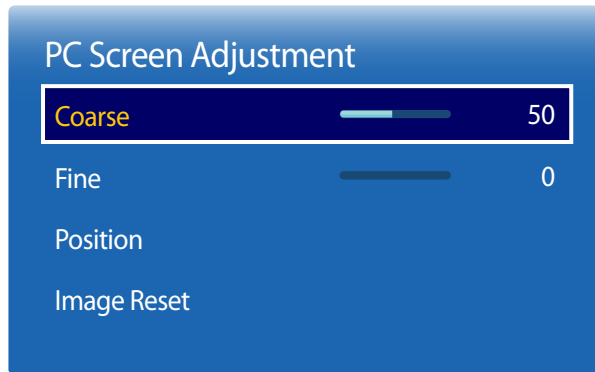 PC Screen Adjustment
Coarse 50
Fine 0
Position
Image Reset